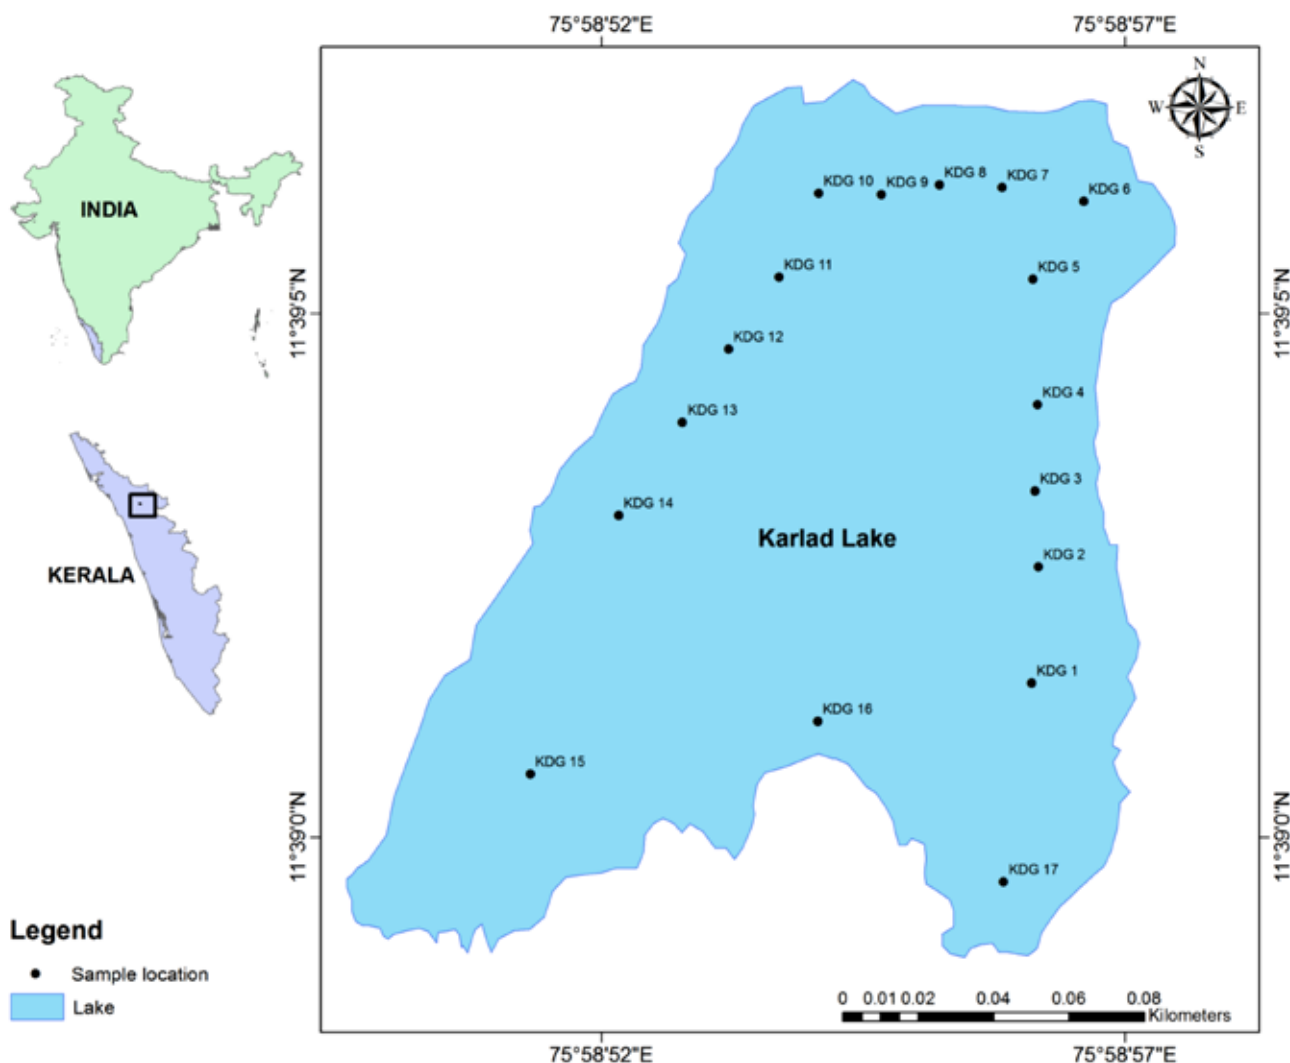 75°58'52"E
75°58'57"E
N
W
E
S
INDIA
KERALA
11°39'5"N
11°39'5"N
11°39'0"N
11°39'0"N
KDG 10
KDG 9
KDG 8
KDG 7
KDG 6
KDG 11
KDG 5
KDG 12
KDG 4
KDG 13
KDG 3
KDG 14
Karlad Lake
KDG 2
KDG 1
KDG 16
KDG 15
KDG 17
Legend
Sample location
Lake
0 0.01 0.02 0.04 0.06 0.08
Kilometers
75°58'52"E
75°58'57"E